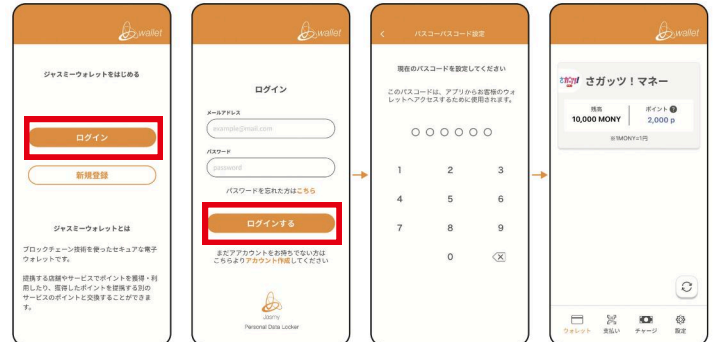 wallet
ジャスミーウォレットをはじめる
ログイン
新規登録
ジャスミーウォレットとは
ブロックチェーン技術を使ったセキュアな電子
ウォレットです。
提携する店舗やサービスでポイントを獲得・利
用したり、獲得したポイントを提携する別の
サービスのポイントと交換することができま
す。
wallet
ログイン
メールアドレス
example@mail.com
パスワード
password
パスワードを忘れた方はこちら
ログインする
まだアアカウントをお持ちでない方は
こちらよりアカウント作成してください
Jasmy
Personal Data Locker
パスコーパスコード設定
現在のパスコードを設定してください
このパスコードは、アプリからお客様のウォ
レットへアクセスするために使用されます。
1 2 3
4 5 6
7 8 9
0
wallet
さガッツ！マネー
残高 ポイント ?
10,000 MONY 2,000 p
※1MONY=1円
ウォレット 支払い チャージ 設定